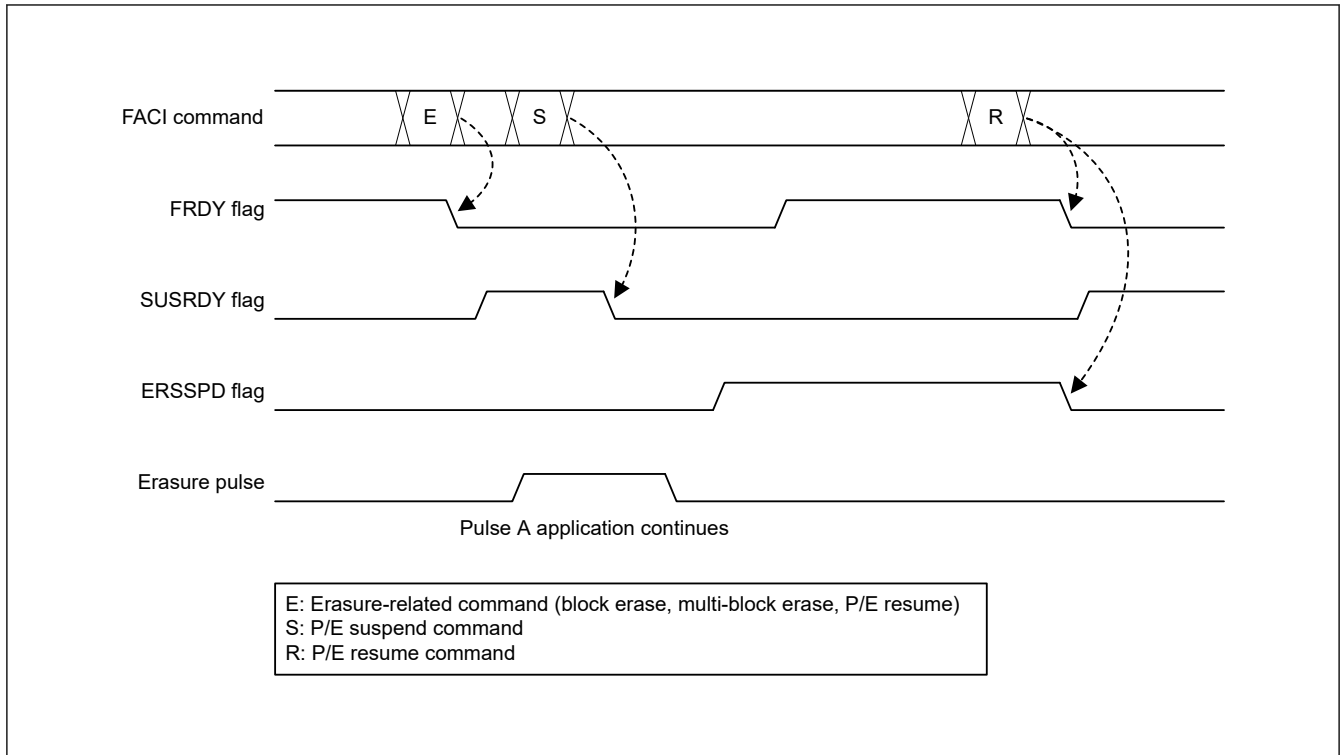 FACI command
E
S
R
FRDY flag
SUSRDY flag
ERSSPD flag
Erasure pulse
Pulse A application continues
E: Erasure-related command (block erase, multi-block erase, P/E resume)
S: P/E suspend command
R: P/E resume command